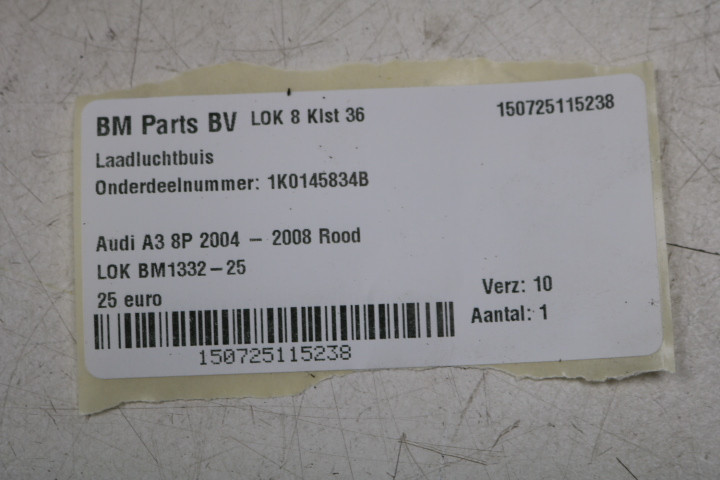 BM Parts BV LOK 8 Klst 36 150725115238
Laadluchtbuis
Onderdeelnummer: 1K0145834B
Audi A3 8P 2004 – 2008 Rood
LOK BM1332-25
25 euro
Verz: 10
Aantal: 1
150725115238